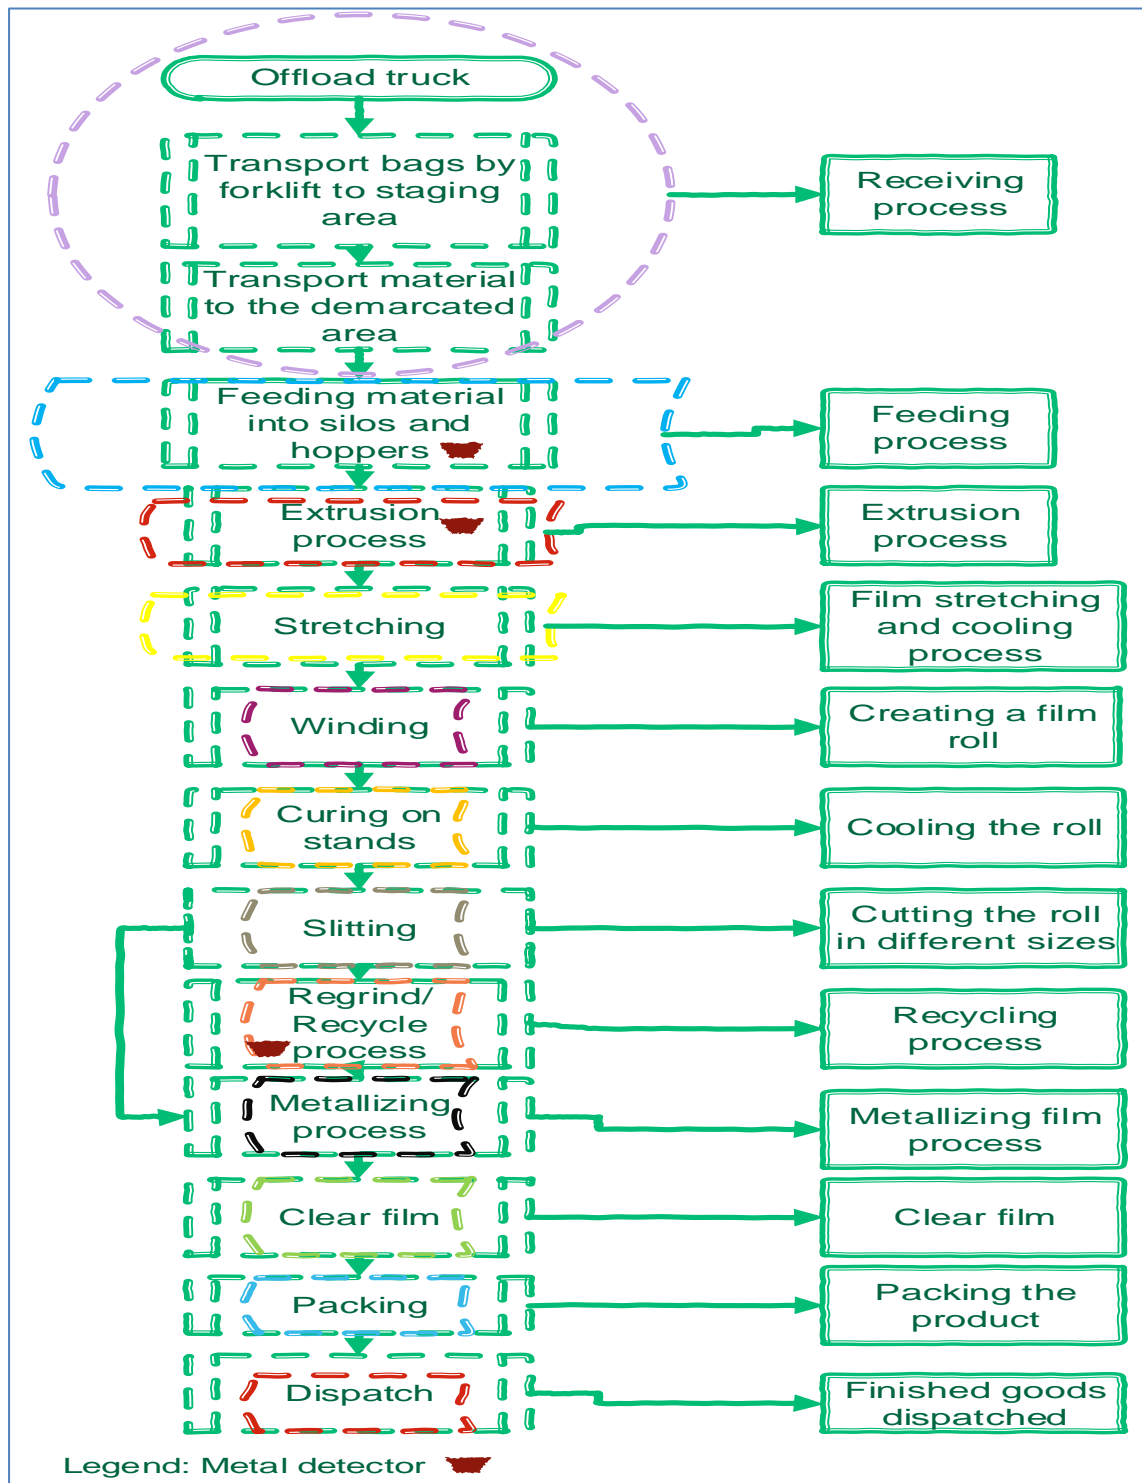 Offload truck
Transport bags by
forklift to staging
area
Receiving
process
Transport material
to the demarcated
area
Feeding material
into silos and
hoppers
Feeding
process
Extrusion
process
Extrusion
process
Stretching
Film stretching
and cooling
process
Winding
Creating a film
roll
Curing on
stands
Cooling the roll
Slitting
Cutting the roll
in different sizes
Regrind/
Recycle
process
Recycling
process
Metallizing
process
Metallizing film
process
Clear film
Clear film
Packing
Packing the
product
Dispatch
Finished goods
dispatched
Legend: Metal detector